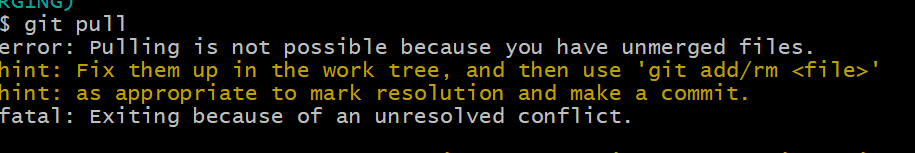 RGING)
$ git pull
error: Pulling is not possible because you have unmerged files.
hint: Fix them up in the work tree, and then use 'git add/rm <file>'
hint: as appropriate to mark resolution and make a commit.
fatal: Exiting because of an unresolved conflict.